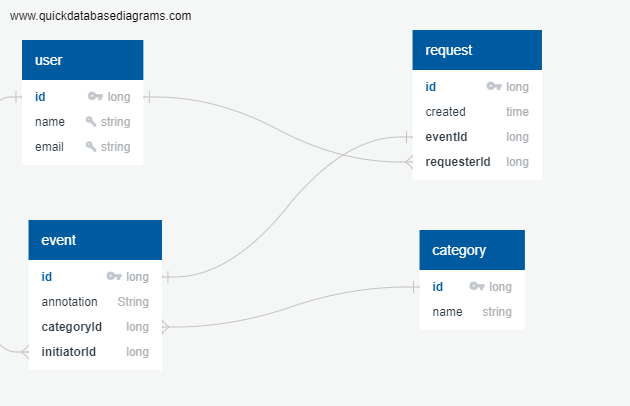 www.quickdatabasediagrams.com
user
id long
name string
email string
request
id long
created time
eventId long
requesterId long
event
id long
annotation String
categoryId long
initiatorId long
category
id long
name string